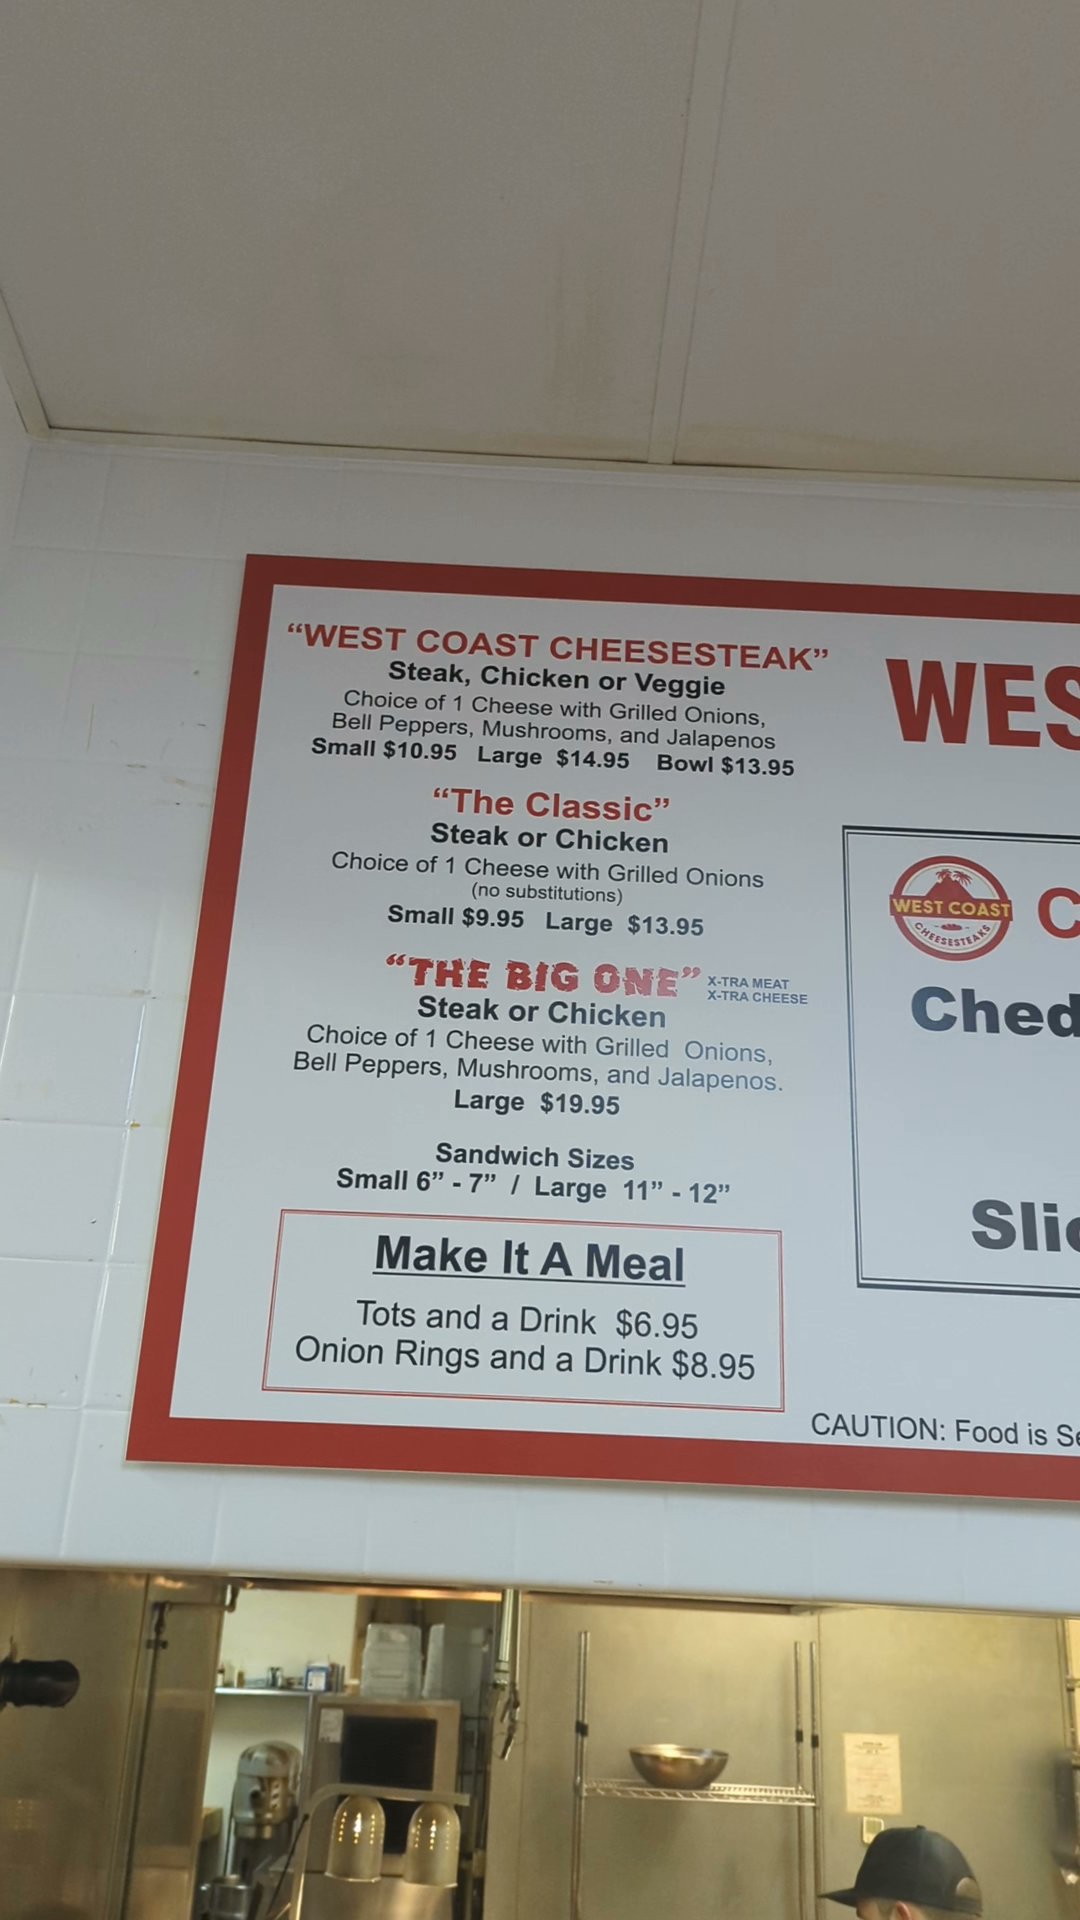 “WEST COAST CHEESESTEAK”
Steak, Chicken or Veggie
Choice of 1 Cheese with Grilled Onions,
Bell Peppers, Mushrooms, and Jalapenos
Small $10.95 Large $14.95 Bowl $13.95
“The Classic”
Steak or Chicken
Choice of 1 Cheese with Grilled Onions
(no substitutions)
Small $9.95 Large $13.95
“THE BIG ONE” X-TRA MEAT
X-TRA CHEESE
Steak or Chicken
Choice of 1 Cheese with Grilled Onions,
Bell Peppers, Mushrooms, and Jalapenos.
Large $19.95
Sandwich Sizes
Small 6” - 7” / Large 11” - 12”
Make It A Meal
Tots and a Drink $6.95
Onion Rings and a Drink $8.95
WES
WEST COAST
CHEESESTEAKS
C
Ched
Slic
CAUTION: Food is Se